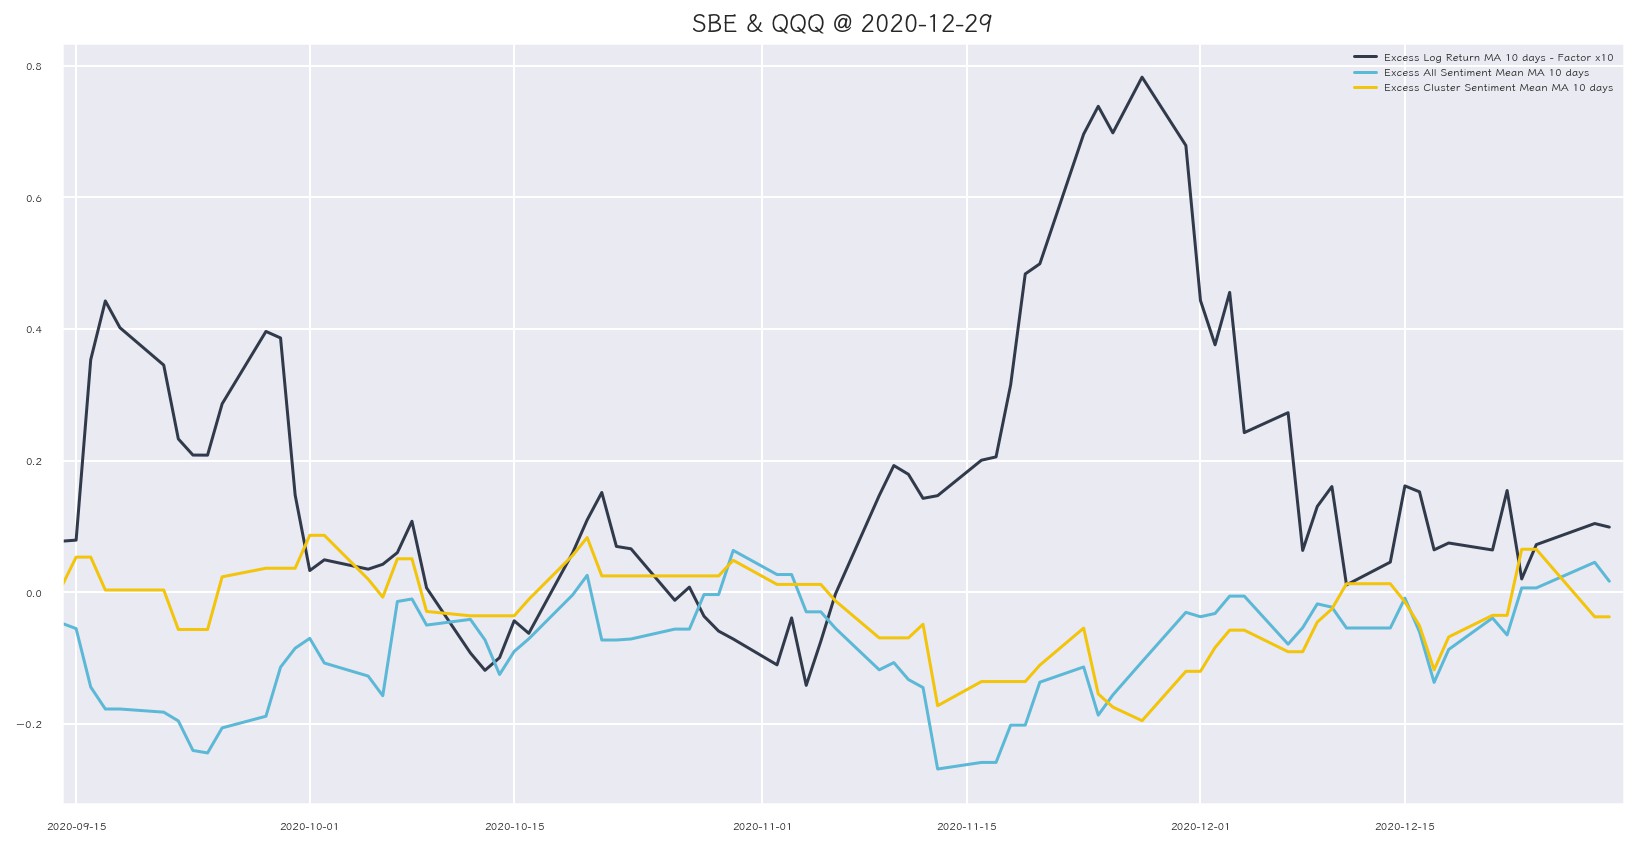 SBE & QQQ @ 2020-12-29
Excess Log Return MA 10 days - Factor x10
Excess All Sentiment Mean MA 10 days
Excess Cluster Sentiment Mean MA 10 days
0.8
0.6
0.4
0.2
0.0
−0.2
2020-09-15 2020-10-01 2020-10-15 2020-11-01 2020-11-15 2020-12-01 2020-12-15